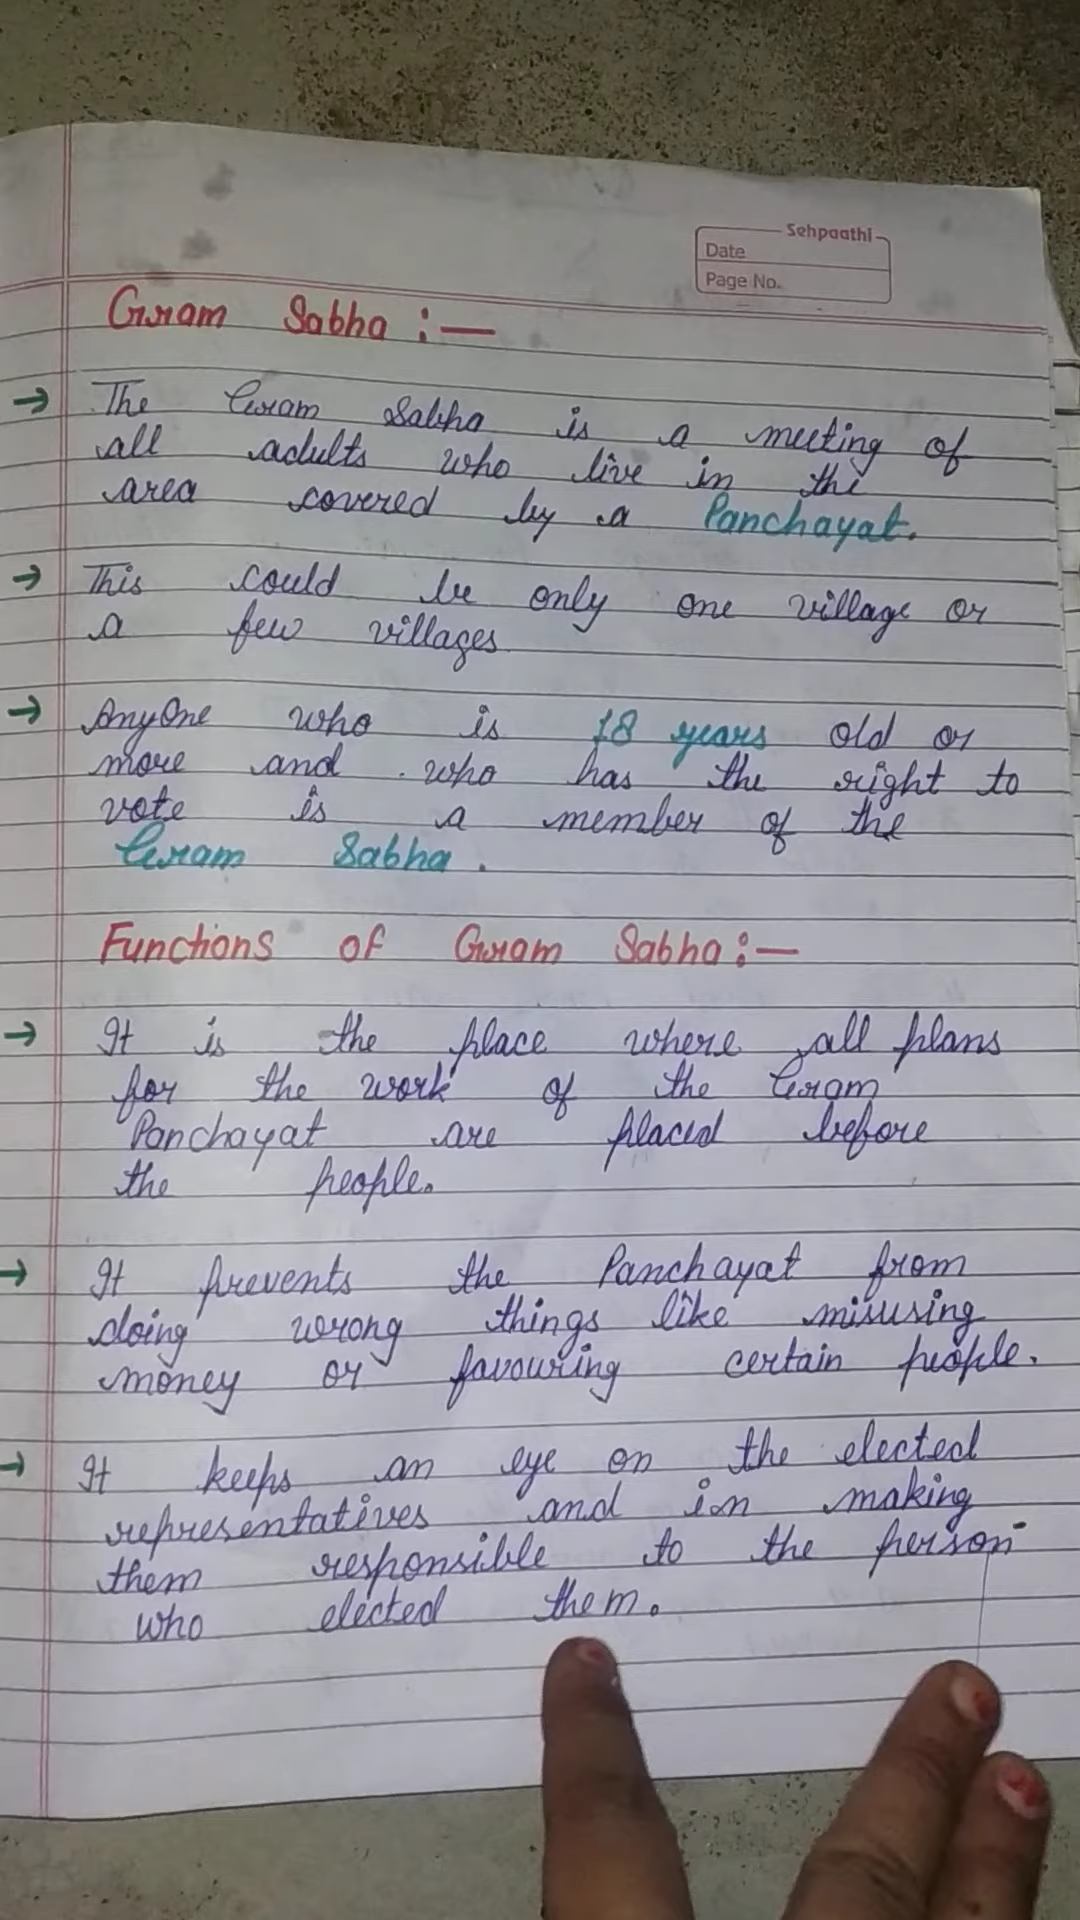 Sehpaathi
Date
Page No.
Gram Sabha :—
→ The Gram Sabha is a meeting of
all adults who live in the
area covered by a Panchayat.
→ This could be only one village or
a few villages
→ AnyOne who is 18 years old or
more and who has the right to
vote is a member of the
Gram Sabha.
Functions of Gram Sabha :—
→ It is the place where all plans
for the work of the Gram
Panchayat are placed before
the people.
→ It prevents the Panchayat from
doing wrong things like misusing
money or favouring certain people.
→ It keeps an eye on the elected
representatives and in making
them responsible to the person
who elected them.